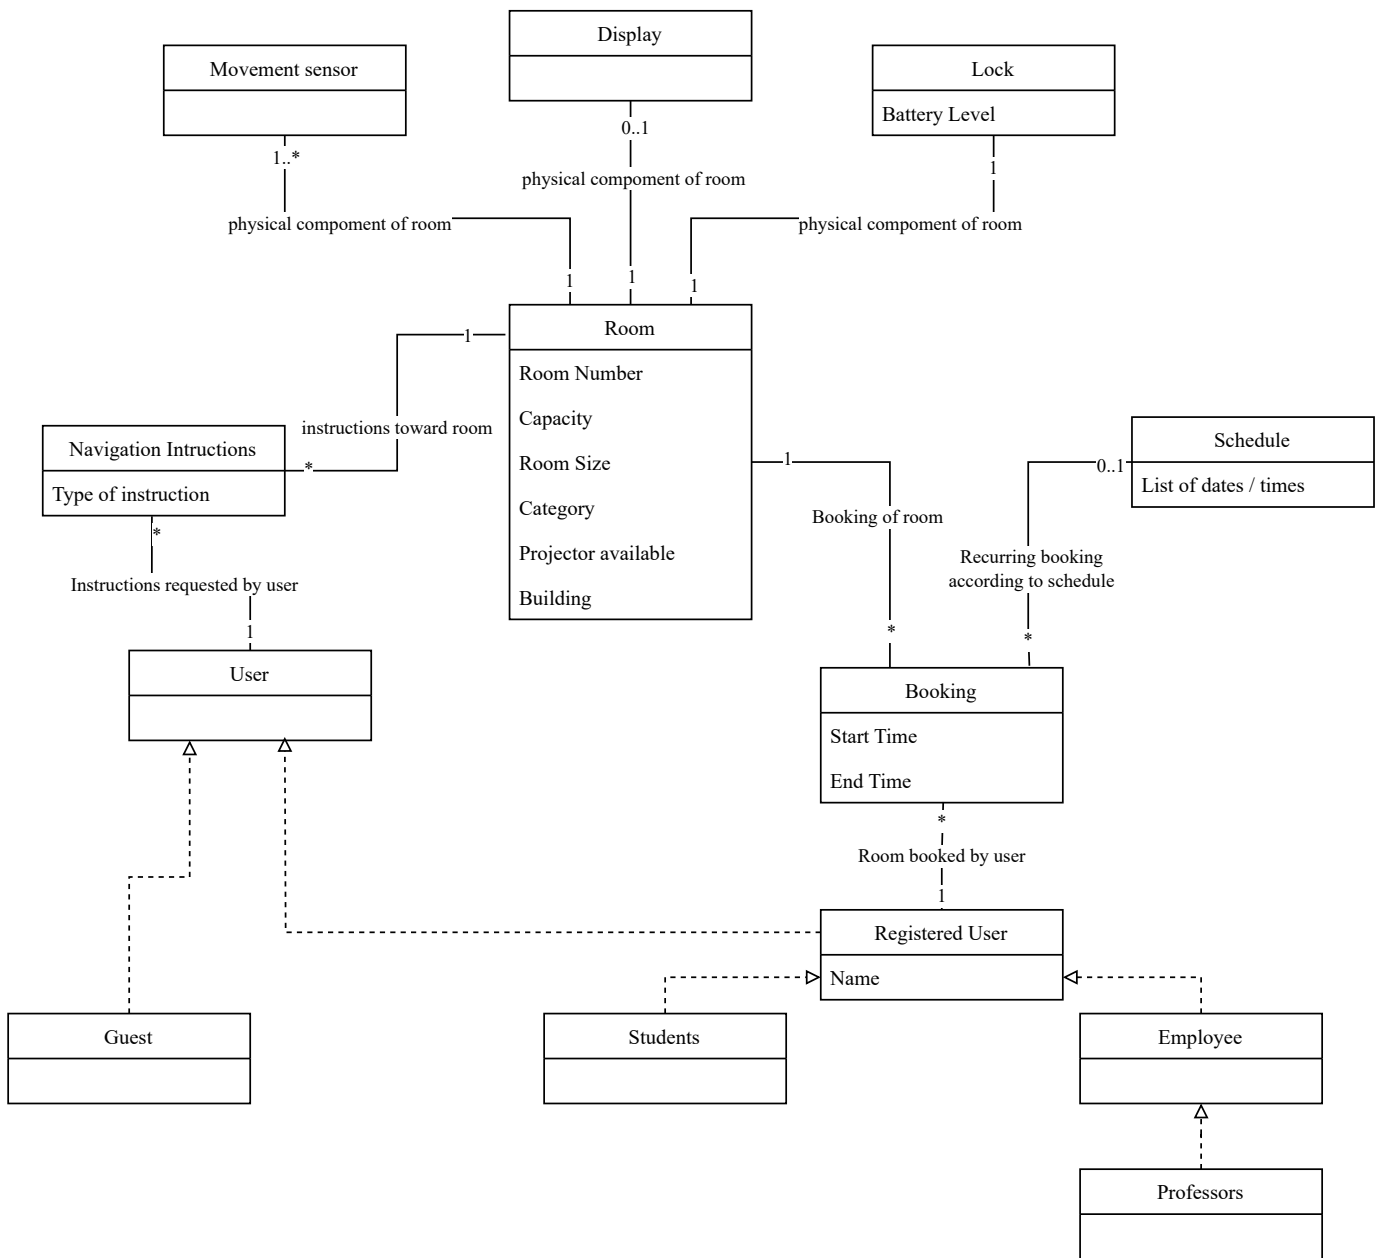 Display
Movement sensor
Lock
Battery Level
0..1
1..*
1
physical compoment of room
physical compoment of room
physical compoment of room
1
1
1
Room
1
Room Number
Capacity
instructions toward room
Schedule
Navigation Intructions
Room Size
1
0..1
*
List of dates / times
Type of instruction
Category
Booking of room
*
Projector available
Recurring booking
according to schedule
Instructions requested by user
Building
1
*
*
User
Booking
Start Time
End Time
*
Room booked by user
1
Registered User
Name
Guest
Students
Employee
Professors